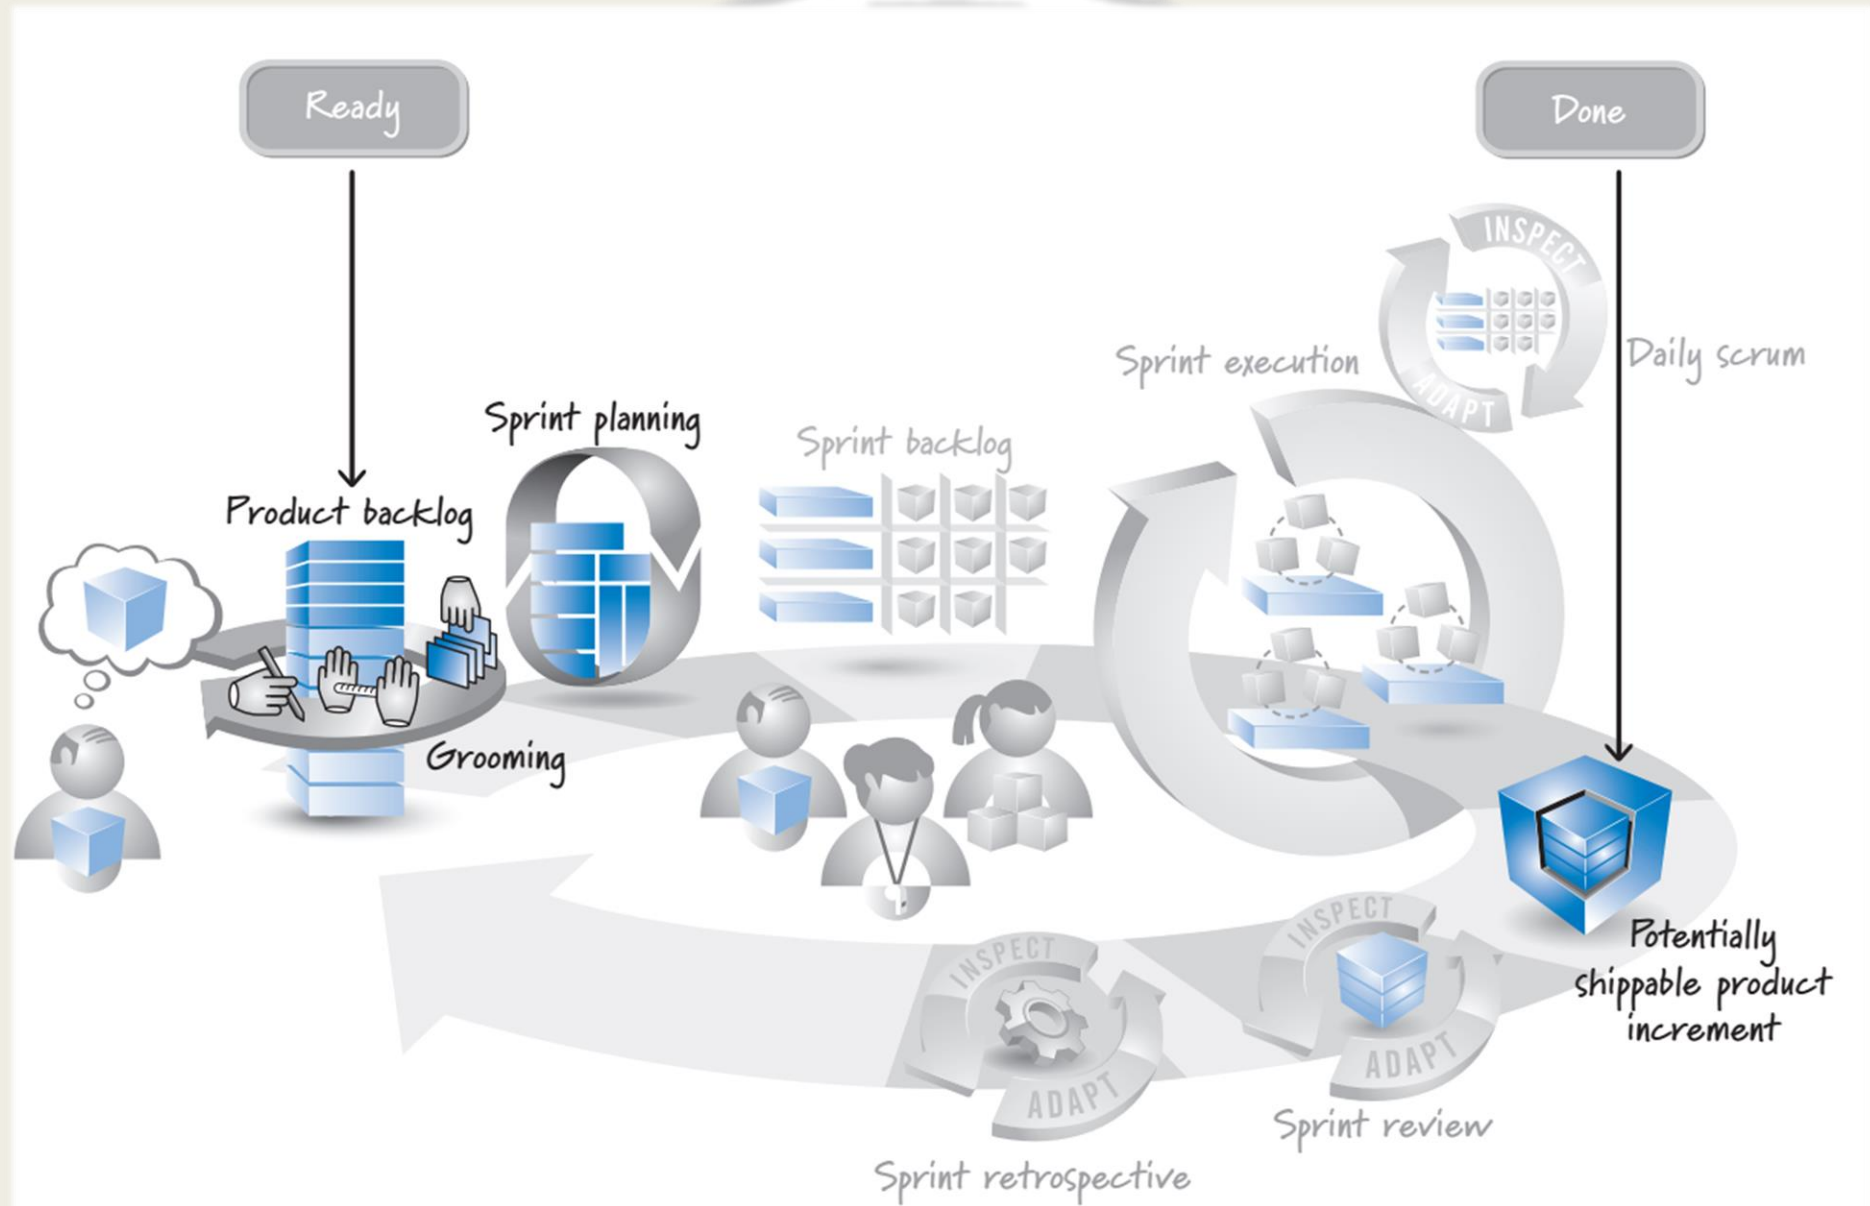 Ready
Done
INSPECT
ADAPT
Sprint execution
Daily scrum
Sprint planning
Sprint backlog
Product backlog
Grooming
Potentially
shippable product
increment
INSPECT
ADAPT
Sprint review
INSPECT
ADAPT
Sprint retrospective